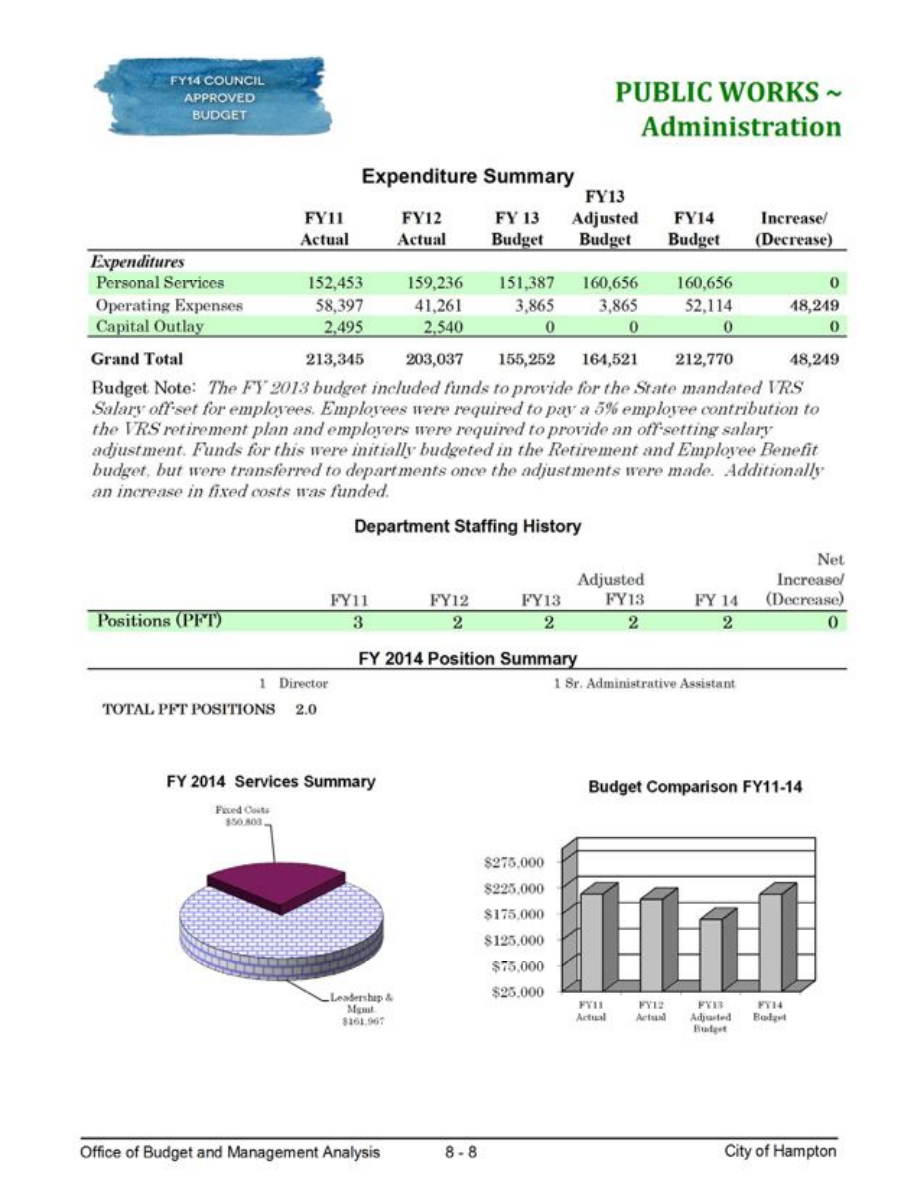 FY14 COUNCIL
APPROVED
BUDGET
PUBLIC WORKS ~
Administration
Expenditure Summary
FY11 Actual FY12 Actual FY 13 Budget FY13 Adjusted Budget FY14 Budget Increase/ (Decrease)
Expenditures
Personal Services 152,453 159,236 151,387 160,656 160,656 0
Operating Expenses 58,397 41,261 3,865 3,865 52,114 48,249
Capital Outlay 2,495 2,540 0 0 0 0
Grand Total 213,345 203,037 155,252 164,521 212,770 48,249
Budget Note: The FY 2013 budget included funds to provide for the State mandated VRS
Salary off-set for employees. Employees were required to pay a 5% employee contribution to
the VRS retirement plan and employers were required to provide an off-setting salary
adjustment. Funds for this were initially budgeted in the Retirement and Employee Benefit
budget, but were transferred to departments once the adjustments were made. Additionally
an increase in fixed costs was funded.
Department Staffing History
FY11 FY12 FY13 Adjusted FY13 FY 14 Net Increase/ (Decrease)
Positions (PFT) 3 2 2 2 2 0
FY 2014 Position Summary
1 Director 1 Sr. Administrative Assistant
TOTAL PFT POSITIONS 2.0
FY 2014 Services Summary
Fixed Costs
$50,803
Leadership &
Mgmt.
$161,967
Budget Comparison FY11-14
$275,000
$225,000
$175,000
$125,000
$75,000
$25,000
FY11 Actual
FY12 Actual
FY13 Adjusted Budget
FY14 Budget
Office of Budget and Management Analysis 8 - 8 City of Hampton